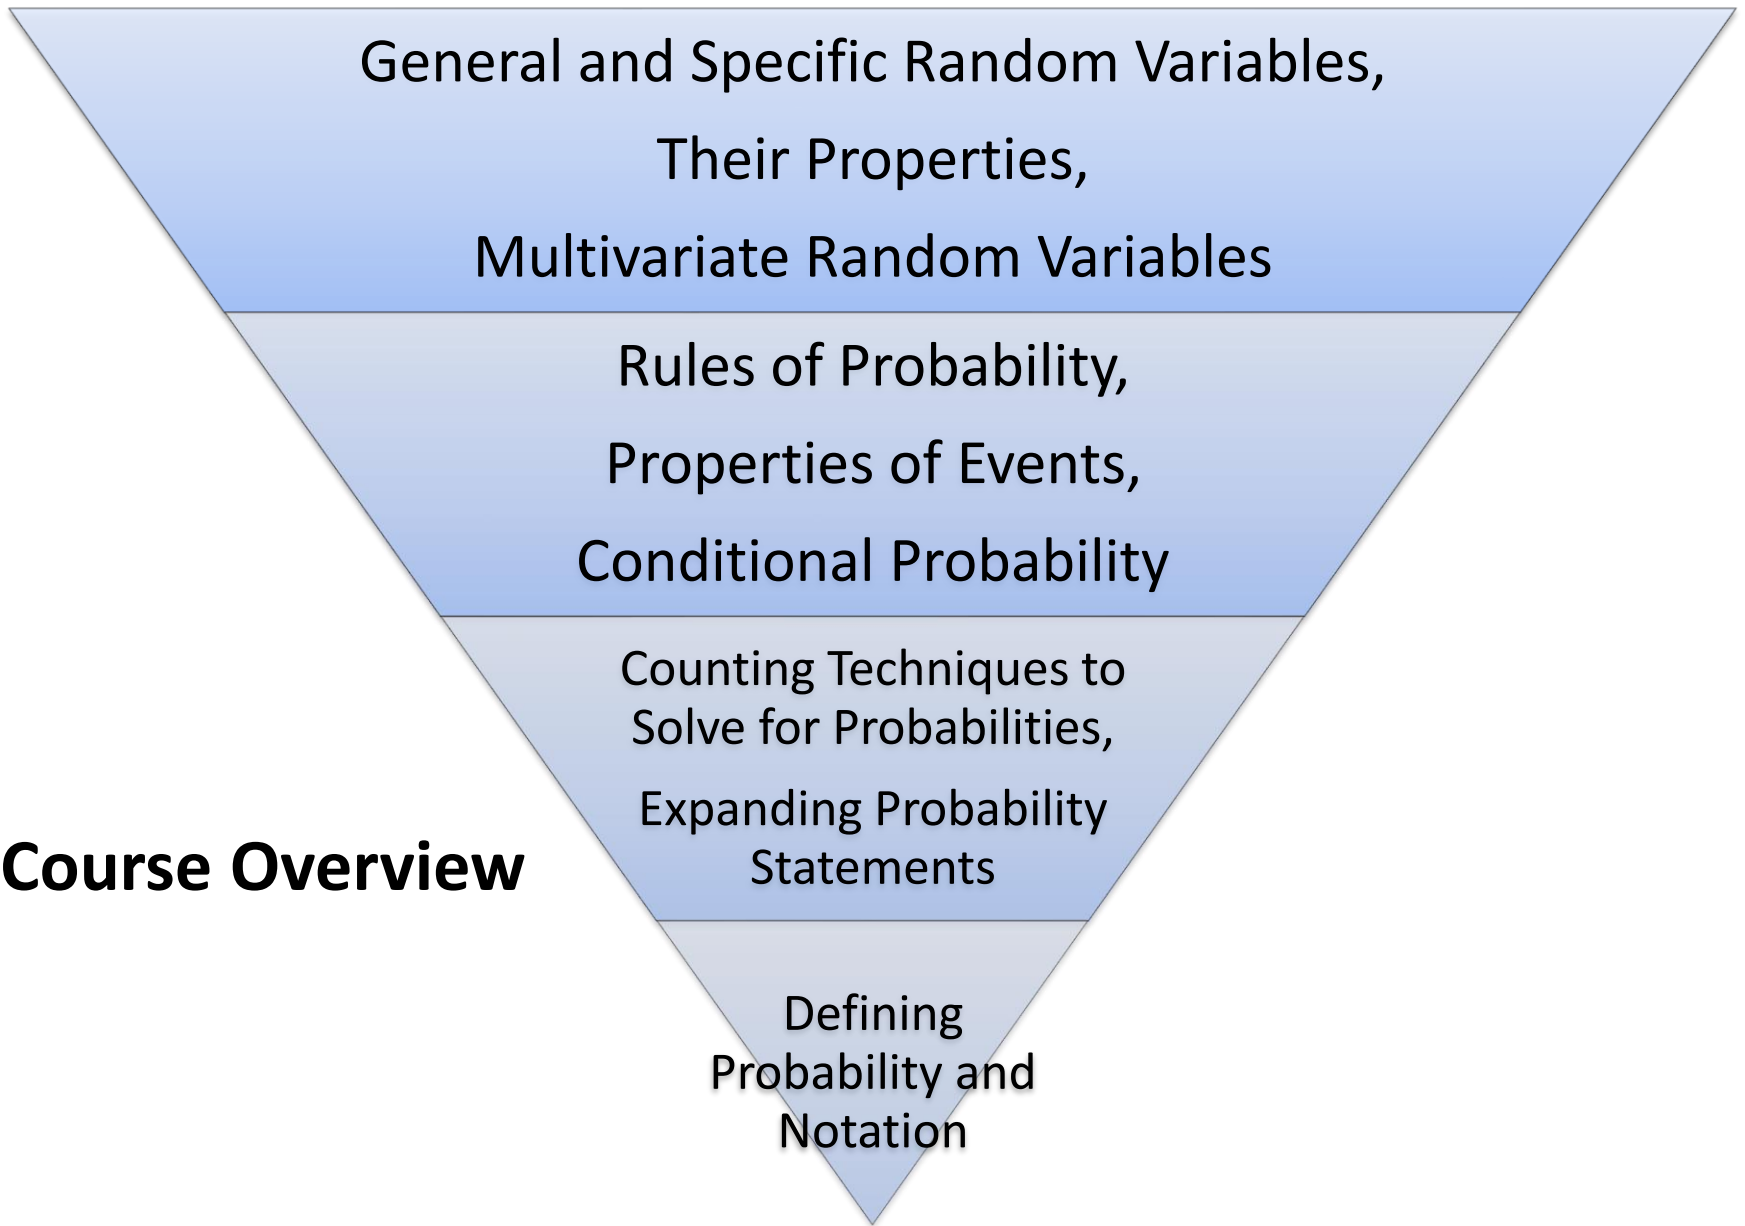 General and Specific Random Variables,
Their Properties,
Multivariate Random Variables
Rules of Probability,
Properties of Events,
Conditional Probability
Counting Techniques to
Solve for Probabilities,
Expanding Probability
Statements
Course Overview
Defining
Probability and
Notation